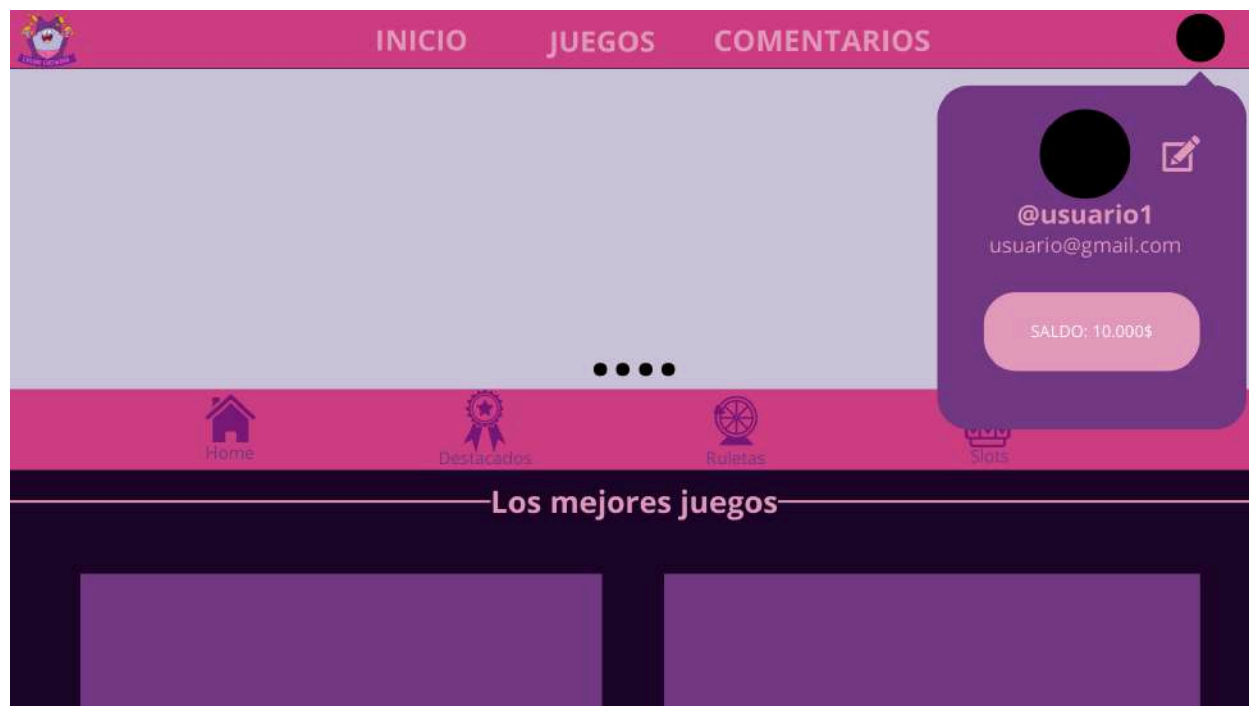 INICIO
JUEGOS
COMENTARIOS
@usuario1
usuario@gmail.com
SALDO: 10.000$
Home
Destacados
Ruletas
Slots
Los mejores juegos